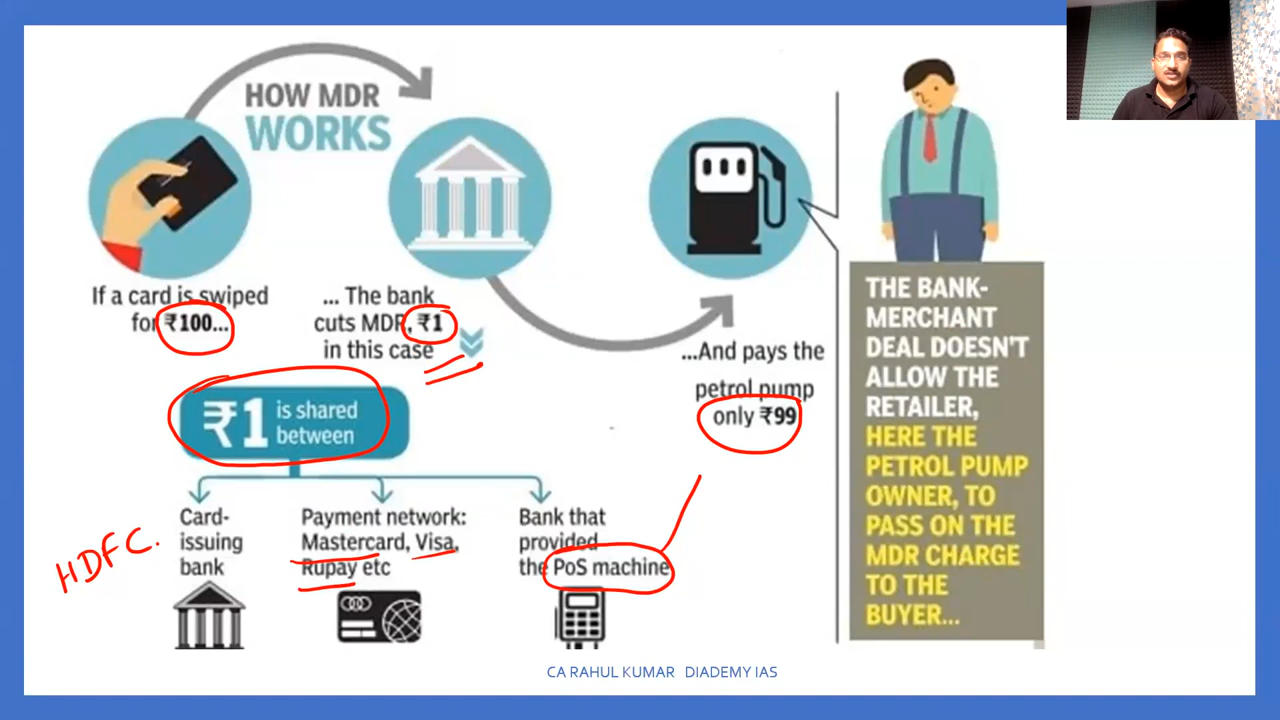 HOW MDR
WORKS
If a card is swiped
for ₹100...
... The bank
cuts MDR, ₹1
in this case
...And pays the
petrol pump
only ₹99
₹1 is shared
between
Card-
issuing
bank
Payment network:
Mastercard, Visa,
Rupay etc
Bank that
provided
the PoS machine
HDFC.
THE BANK-
MERCHANT
DEAL DOESN'T
ALLOW THE
RETAILER,
HERE THE
PETROL PUMP
OWNER, TO
PASS ON THE
MDR CHARGE
TO THE
BUYER...
CA RAHUL KUMAR DIADEMY IAS